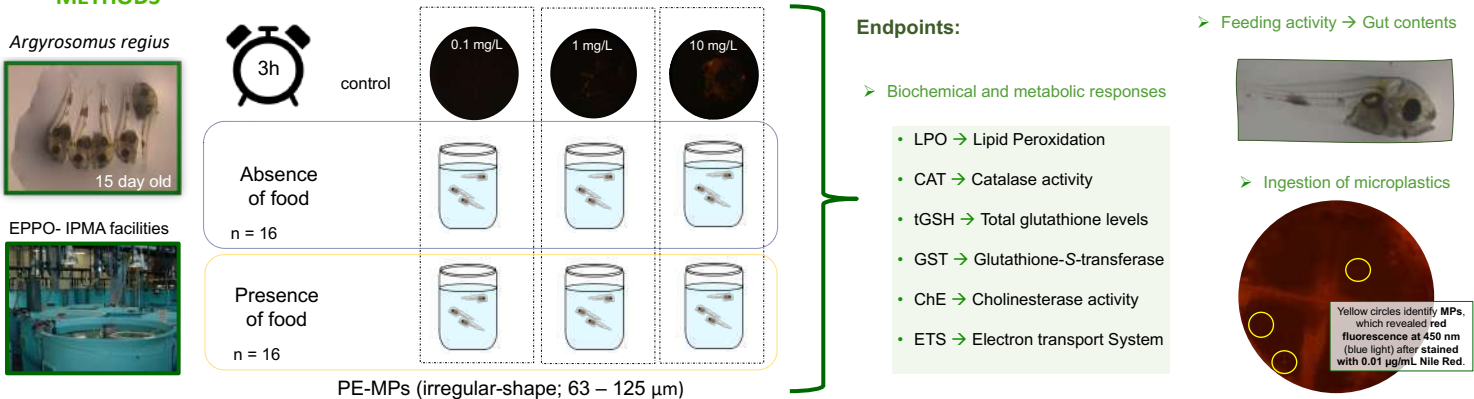 METHODS
Argyrosomus regius
15 day old
EPPO- IPMA facilities
3h
control
0.1 mg/L
1 mg/L
10 mg/L
Absence
of food
n = 16
Presence
of food
n = 16
PE-MPs (irregular-shape; 63 – 125 µm)
Endpoints:
➢ Biochemical and metabolic responses
• LPO → Lipid Peroxidation
• CAT → Catalase activity
• tGSH → Total glutathione levels
• GST → Glutathione-S-transferase
• ChE → Cholinesterase activity
• ETS → Electron transport System
➢ Feeding activity → Gut contents
➢ Ingestion of microplastics
Yellow circles identify MPs,
which revealed red
fluorescence at 450 nm
(blue light) after stained
with 0.01 µg/mL Nile Red.